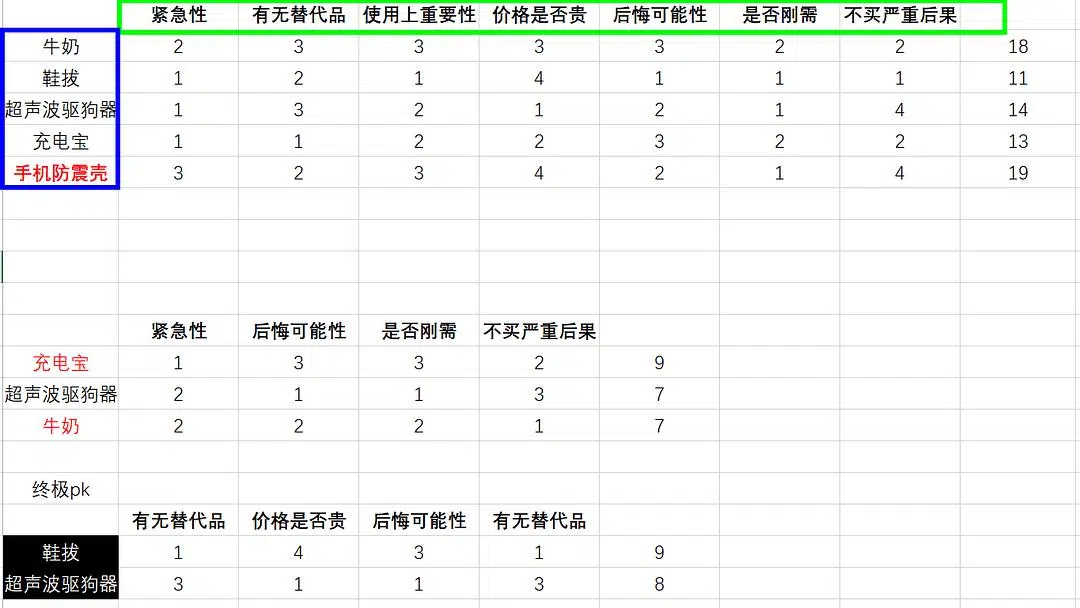 紧急性 有无替代品 使用上重要性 价格是否贵 后悔可能性 是否刚需 不买严重后果
牛奶 2 3 3 3 3 2 2 18
鞋拔 1 2 1 4 1 1 1 11
超声波驱狗器 1 3 2 1 2 1 4 14
充电宝 1 1 2 2 3 2 2 13
手机防震壳 3 2 3 4 2 1 4 19
紧急性 后悔可能性 是否刚需 不买严重后果
充电宝 1 3 3 2 9
超声波驱狗器 2 1 1 3 7
牛奶 2 2 2 1 7
终极pk
有无替代品 价格是否贵 后悔可能性 有无替代品
鞋拔 1 4 3 1 9
超声波驱狗器 3 1 1 3 8